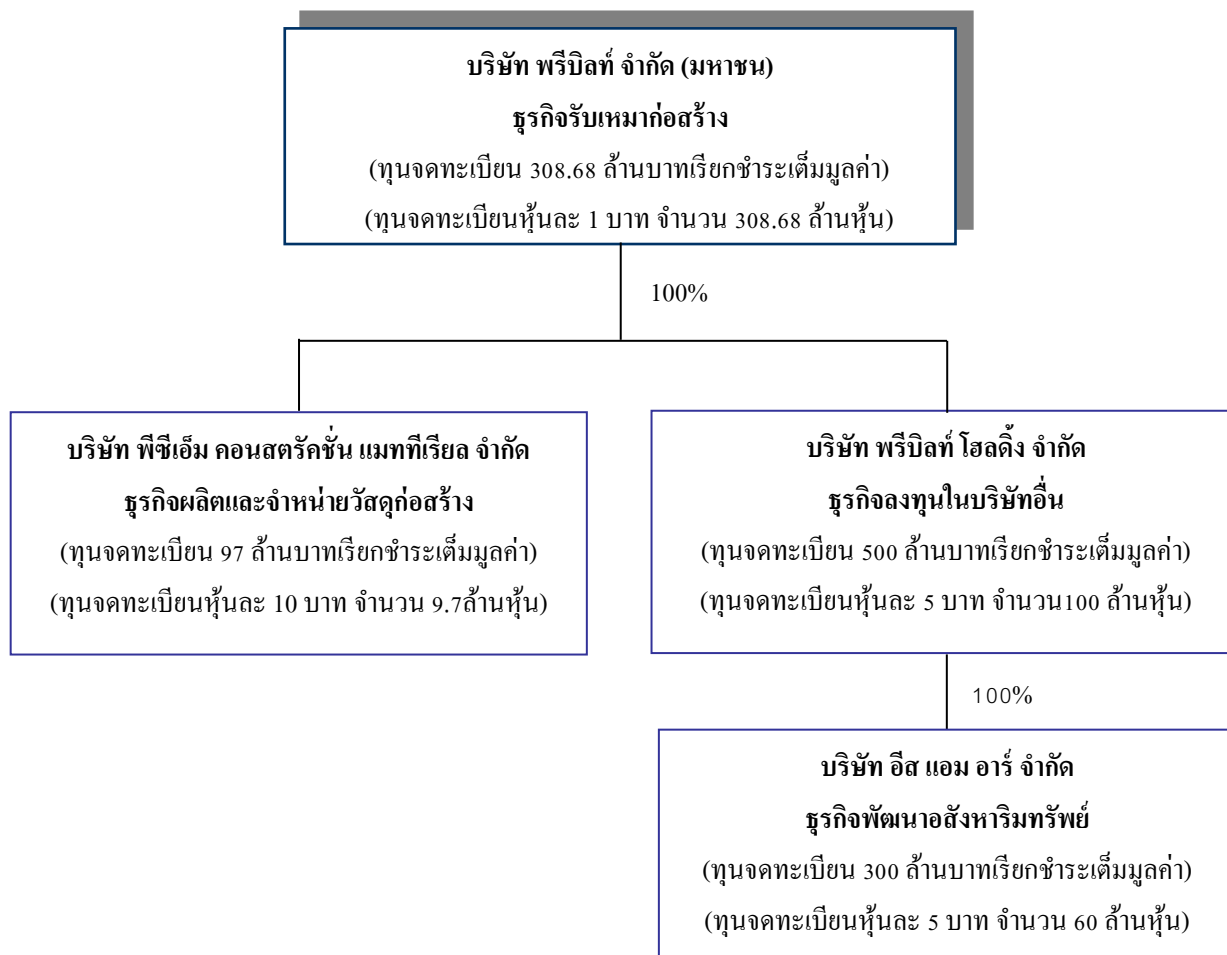 บริษัท พรีบิลท์ จำกัด (มหาชน)
ธุรกิจรับเหมาก่อสร้าง
(ทุนจดทะเบียน 308.68 ล้านบาทเรียกชำระเต็มมูลค่า)
(ทุนจดทะเบียนหุ้นละ 1 บาท จำนวน 308.68 ล้านหุ้น)
100%
บริษัท พีซีเอ็ม คอนสตรัคชั่น แมททีเรียล จำกัด
ธุรกิจผลิตและจำหน่ายวัสดุก่อสร้าง
(ทุนจดทะเบียน 97 ล้านบาทเรียกชำระเต็มมูลค่า)
(ทุนจดทะเบียนหุ้นละ 10 บาท จำนวน 9.7ล้านหุ้น)
บริษัท พรีบิลท์ โฮลดิ้ง จำกัด
ธุรกิจลงทุนในบริษัทอื่น
(ทุนจดทะเบียน 500 ล้านบาทเรียกชำระเต็มมูลค่า)
(ทุนจดทะเบียนหุ้นละ 5 บาท จำนวน100 ล้านหุ้น)
100%
บริษัท อีส แอม อาร์ จำกัด
ธุรกิจพัฒนาอสังหาริมทรัพย์
(ทุนจดทะเบียน 300 ล้านบาทเรียกชำระเต็มมูลค่า)
(ทุนจดทะเบียนหุ้นละ 5 บาท จำนวน 60 ล้านหุ้น)